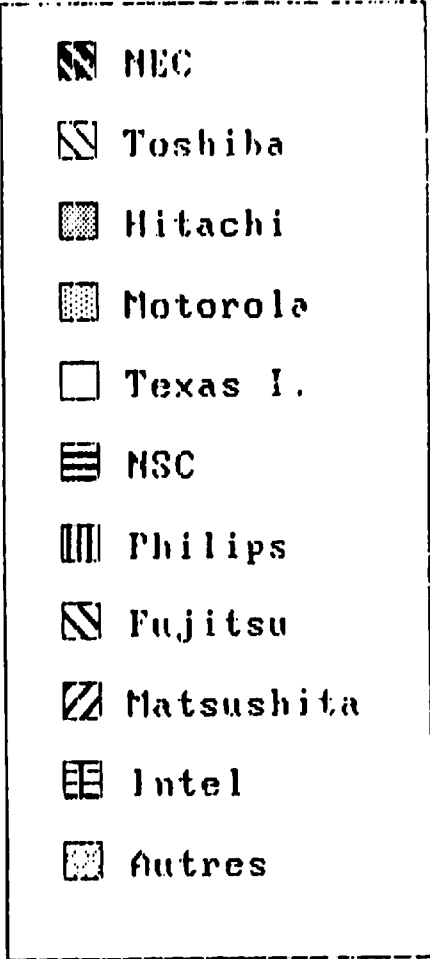 NEC
Toshiba
Hitachi
Motorola
Texas I.
NSC
Philips
Fujitsu
Matsushita
Intel
Autres